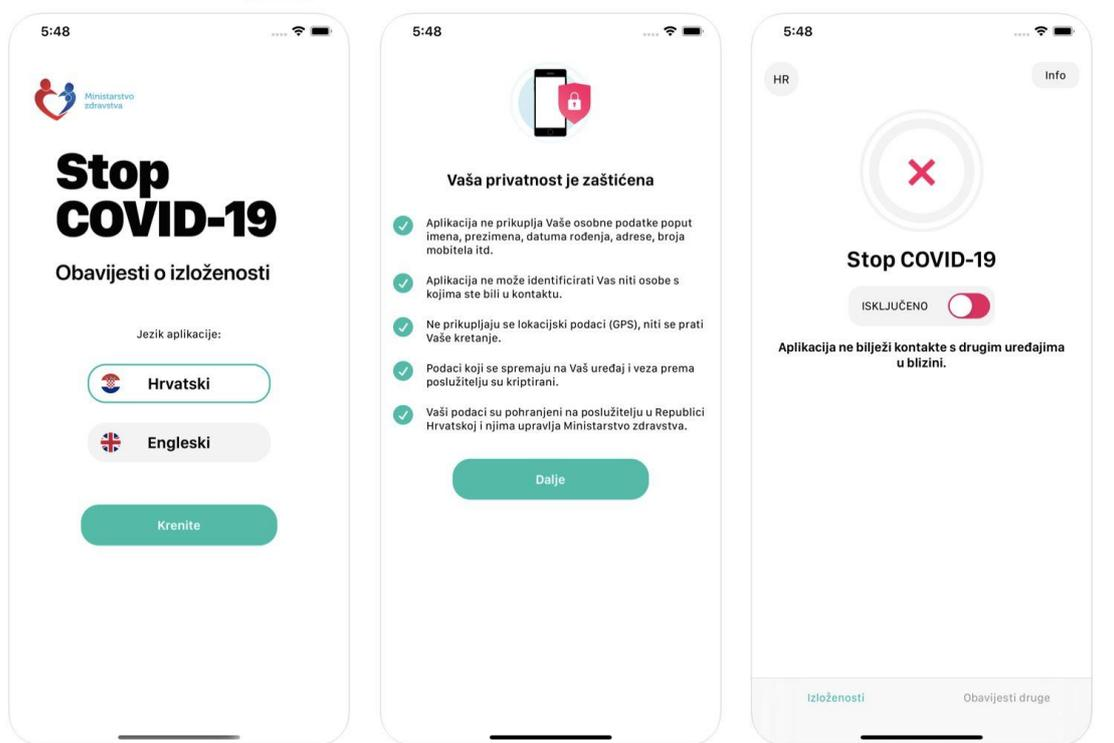 5:48
Ministarstvo
zdravstva
Stop
COVID-19
Obavijesti o izloženosti
Jezik aplikacije:
Hrvatski
Engleski
Krenite
5:48
Vaša privatnost je zaštićena
Aplikacija ne prikuplja Vaše osobne podatke poput
imena, prezimena, datuma rođenja, adrese, broja
mobitela itd.
Aplikacija ne može identificirati Vas niti osobe s
kojima ste bili u kontaktu.
Ne prikupljaju se lokacijski podaci (GPS), niti se prati
Vaše kretanje.
Podaci koji se spremaju na Vaš uređaj i veza prema
poslužitelju su kriptirani.
Vaši podaci su pohranjeni na poslužitelju u Republici
Hrvatskoj i njima upravlja Ministarstvo zdravstva.
Dalje
5:48
HR
Info
Stop COVID-19
ISKLJUČENO
Aplikacija ne bilježi kontakte s drugim uređajima
u blizini.
Izloženosti
Obavijesti druge